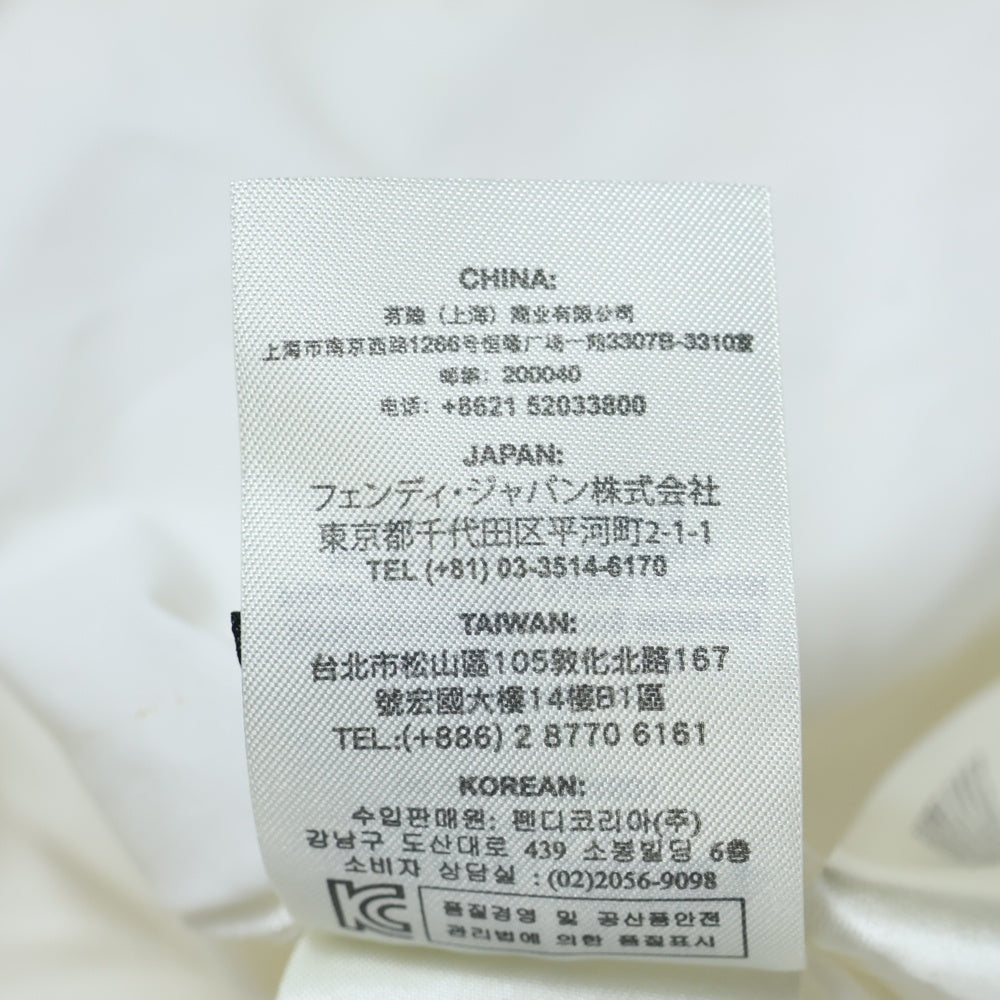 CHINA:
芬迪（上海）商业有限公司
上海市南京西路1266号恒隆广场一期3307B-3310室
邮编: 200040
电话: +8621 52033800
JAPAN:
フェンディ・ジャパン株式会社
東京都千代田区平河町2-1-1
TEL (+81) 03-3514-6170
TAIWAN:
台北市松山區105敦化北路167
號宏國大樓14樓B1區
TEL.:(+886) 2 8770 6161
KOREAN:
수입판매원: 펜디코리아(주)
강남구 도산대로 439 소봉빌딩 6층
소비자 상담실 : (02)2056-9098
KC
품질경영 및 공산품안전
관리법에 의한 품질표시